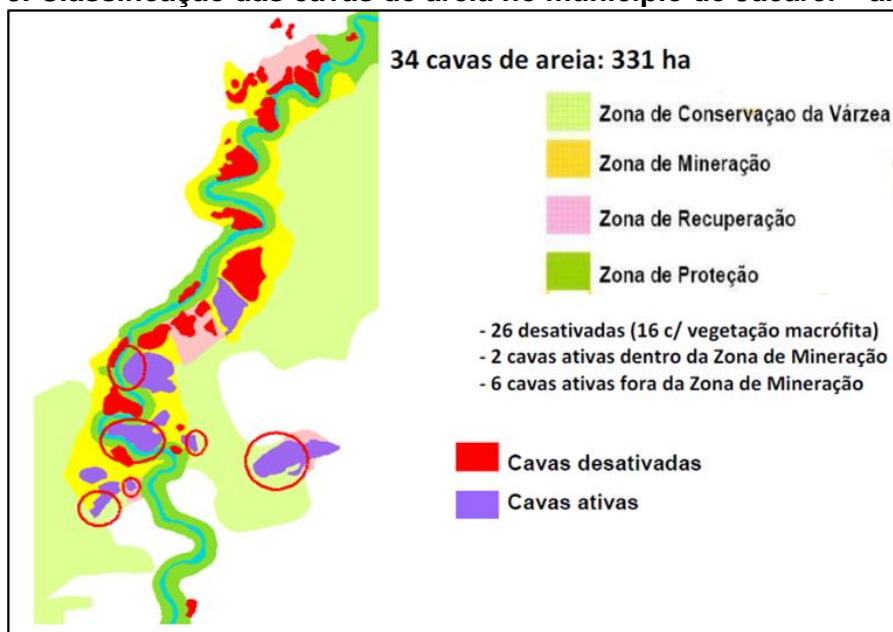 34 cavas de areia: 331 ha
Zona de Conservaçao da Várzea
Zona de Mineração
Zona de Recuperação
Zona de Proteção
- 26 desativadas (16 c/ vegetação macrófita)
- 2 cavas ativas dentro da Zona de Mineração
- 6 cavas ativas fora da Zona de Mineração
Cavas desativadas
Cavas ativas